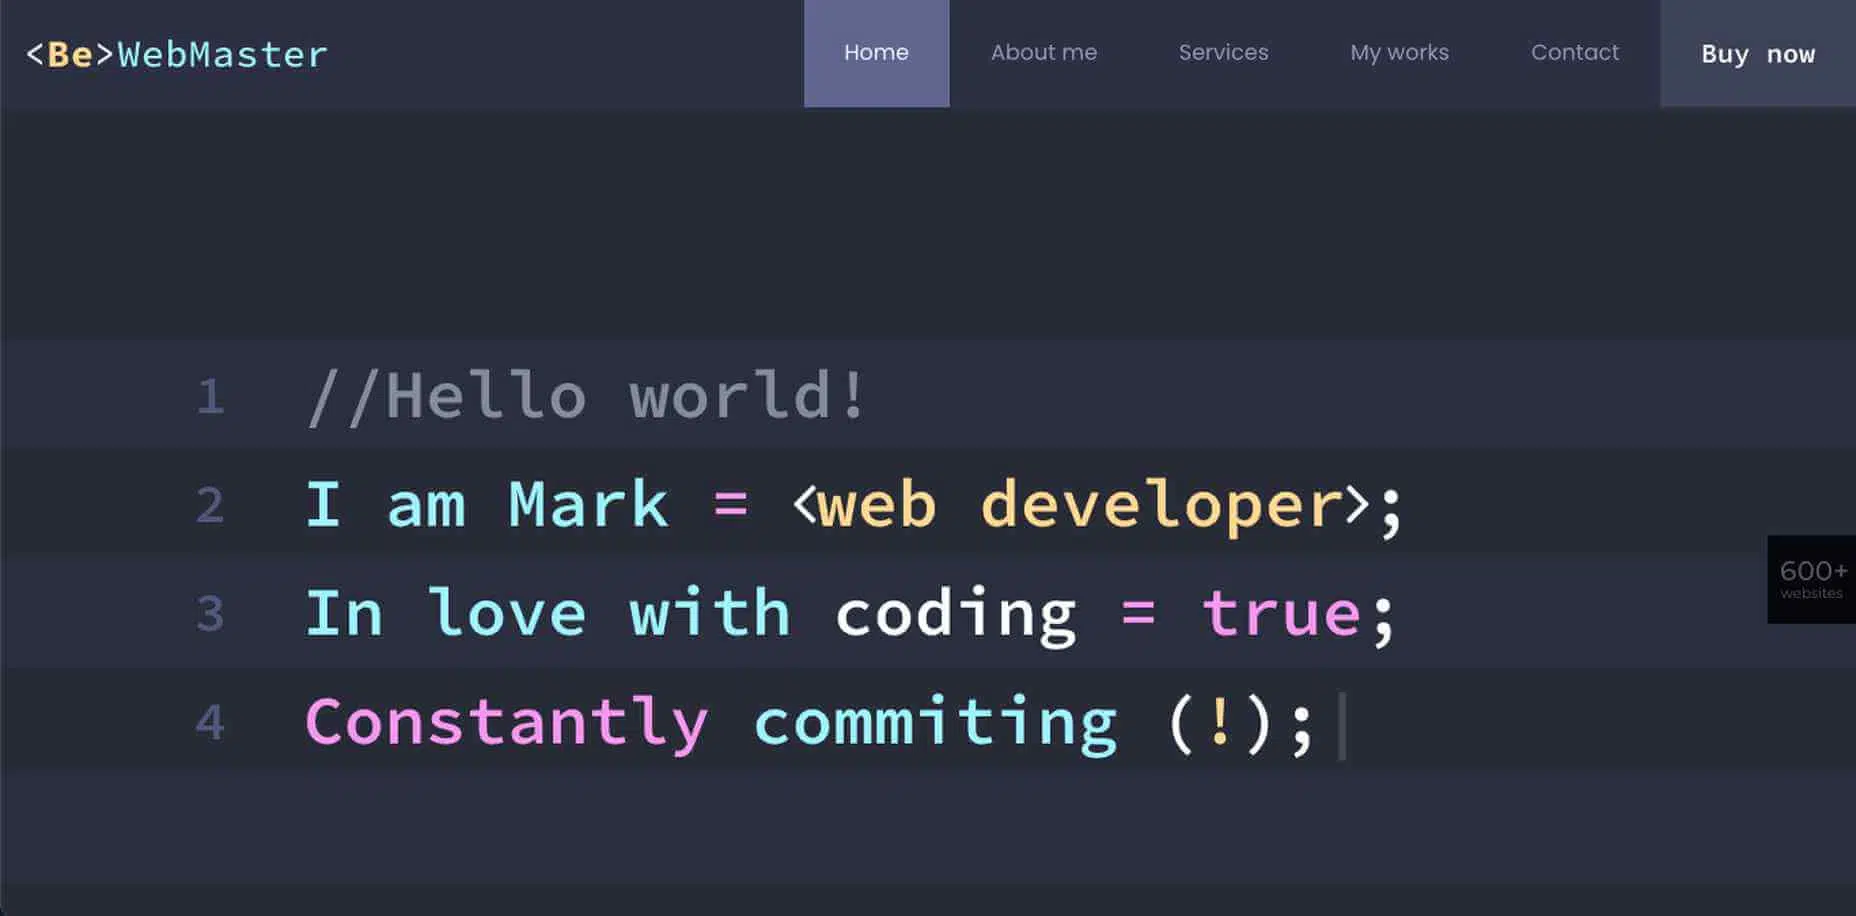 <Be>WebMaster
Home About me Services My works Contact Buy now
1 //Hello world!
2 I am Mark = <web developer>;
3 In love with coding = true;
4 Constantly commiting (!);
600+
websites